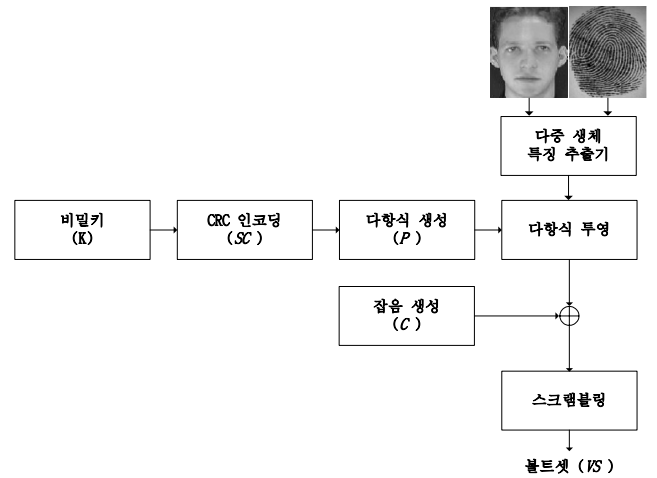 다중 생체
특징 추출기
비밀키
(K)
CRC 인코딩
(SC )
다항식 생성
(P )
다항식 투영
잡음 생성
(C )
스크램블링
볼트셋 (VS )